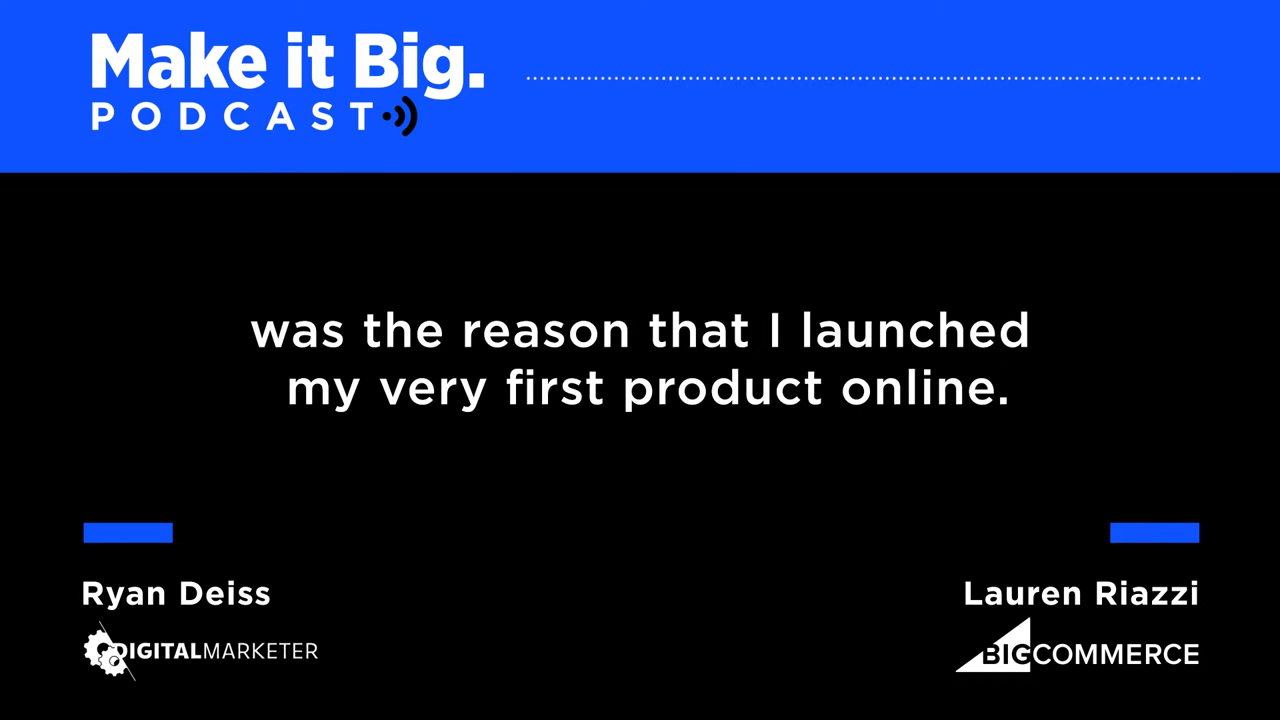 Make it Big.
PODCAST
was the reason that I launched
my very first product online.
Ryan Deiss
Lauren Riazzi
DIGITALMARKETER
BIGCOMMERCE